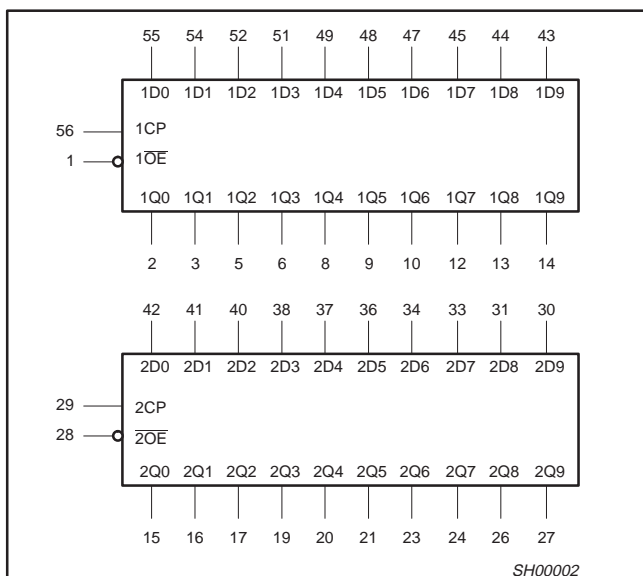 55 54 52 51 49 48 47 45 44 43
1D0 1D1 1D2 1D3 1D4 1D5 1D6 1D7 1D8 1D9
56 1CP
1 1OE
1Q0 1Q1 1Q2 1Q3 1Q4 1Q5 1Q6 1Q7 1Q8 1Q9
2 3 5 6 8 9 10 12 13 14
42 41 40 38 37 36 34 33 31 30
2D0 2D1 2D2 2D3 2D4 2D5 2D6 2D7 2D8 2D9
29 2CP
28 2OE
2Q0 2Q1 2Q2 2Q3 2Q4 2Q5 2Q6 2Q7 2Q8 2Q9
15 16 17 19 20 21 23 24 26 27
SH00002